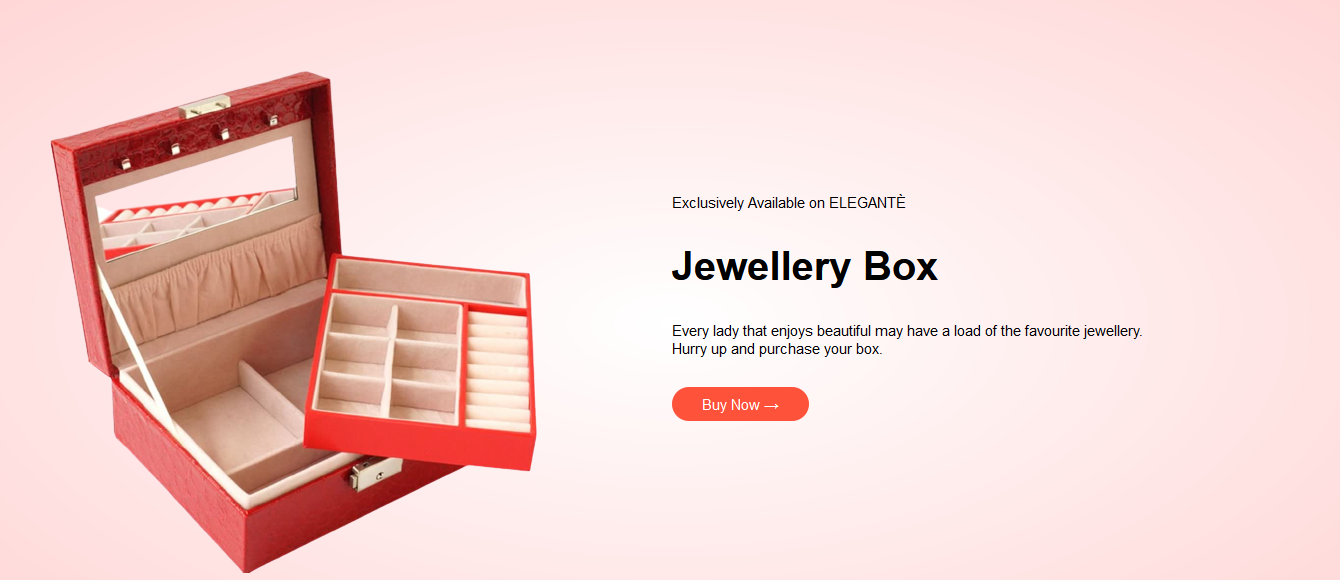 Exclusively Available on ELEGANTÈ
Jewellery Box
Every lady that enjoys beautiful may have a load of the favourite jewellery.
Hurry up and purchase your box.
Buy Now →